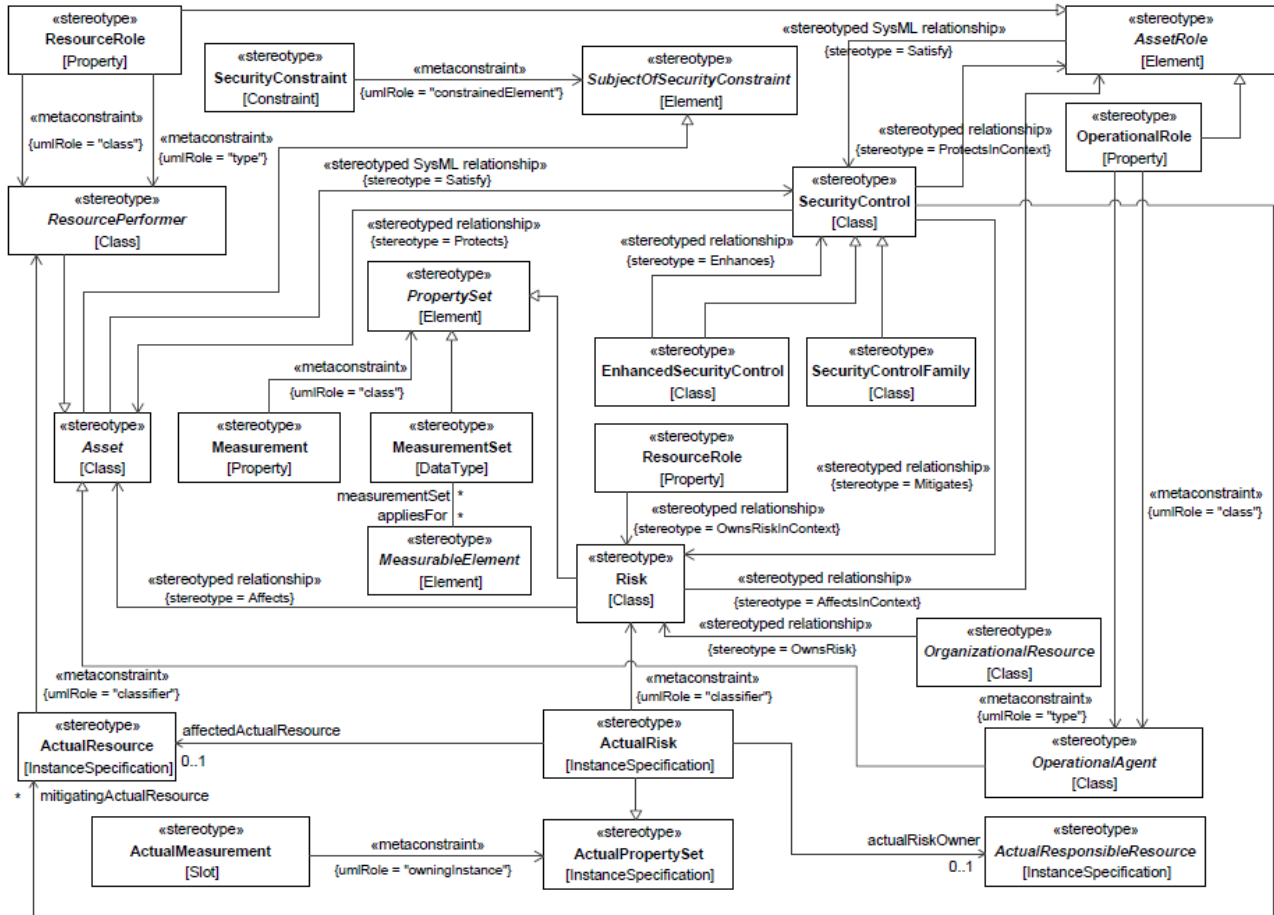 «stereotype»
ResourceRole
[Property]
«stereotype»
SecurityConstraint
[Constraint]
«metaconstraint»
{umlRole = "constrainedElement"}
«stereotype»
SubjectOfSecurityConstraint
[Element]
«stereotyped SysML relationship»
{stereotype = Satisfy}
«stereotype»
AssetRole
[Element]
«metaconstraint»
{umlRole = "class"}
«metaconstraint»
{umlRole = "type"}
«stereotyped relationship»
{stereotype = ProtectsInContext}
«stereotype»
OperationalRole
[Property]
«stereotype»
ResourcePerformer
[Class]
«stereotyped SysML relationship»
{stereotype = Satisfy}
«stereotype»
SecurityControl
[Class]
«stereotyped relationship»
{stereotype = Protects}
«stereotyped relationship»
{stereotype = Enhances}
«stereotype»
PropertySet
[Element]
«metaconstraint»
{umlRole = "class"}
«stereotype»
EnhancedSecurityControl
[Class]
«stereotype»
SecurityControlFamily
[Class]
«stereotype»
Asset
[Class]
«stereotype»
Measurement
[Property]
«stereotype»
MeasurementSet
[DataType]
«stereotype»
ResourceRole
[Property]
«stereotyped relationship»
{stereotype = Mitigates}
measurementSet *
appliesFor *
«stereotyped relationship»
{stereotype = OwnsRiskInContext}
«metaconstraint»
{umlRole = "class"}
«stereotype»
MeasurableElement
[Element]
«stereotype»
Risk
[Class]
«stereotyped relationship»
{stereotype = Affects}
«stereotyped relationship»
{stereotype = AffectsInContext}
«stereotyped relationship»
{stereotype = OwnsRisk}
«stereotype»
OrganizationalResource
[Class]
«metaconstraint»
{umlRole = "classifier"}
«metaconstraint»
{umlRole = "classifier"}
«metaconstraint»
{umlRole = "type"}
«stereotype»
ActualResource
[InstanceSpecification]
affectedActualResource
0..1
«stereotype»
ActualRisk
[InstanceSpecification]
«stereotype»
OperationalAgent
[Class]
* mitigatingActualResource
«stereotype»
ActualMeasurement
[Slot]
«metaconstraint»
{umlRole = "owningInstance"}
«stereotype»
ActualPropertySet
[InstanceSpecification]
actualRiskOwner
0..1
«stereotype»
ActualResponsibleResource
[InstanceSpecification]